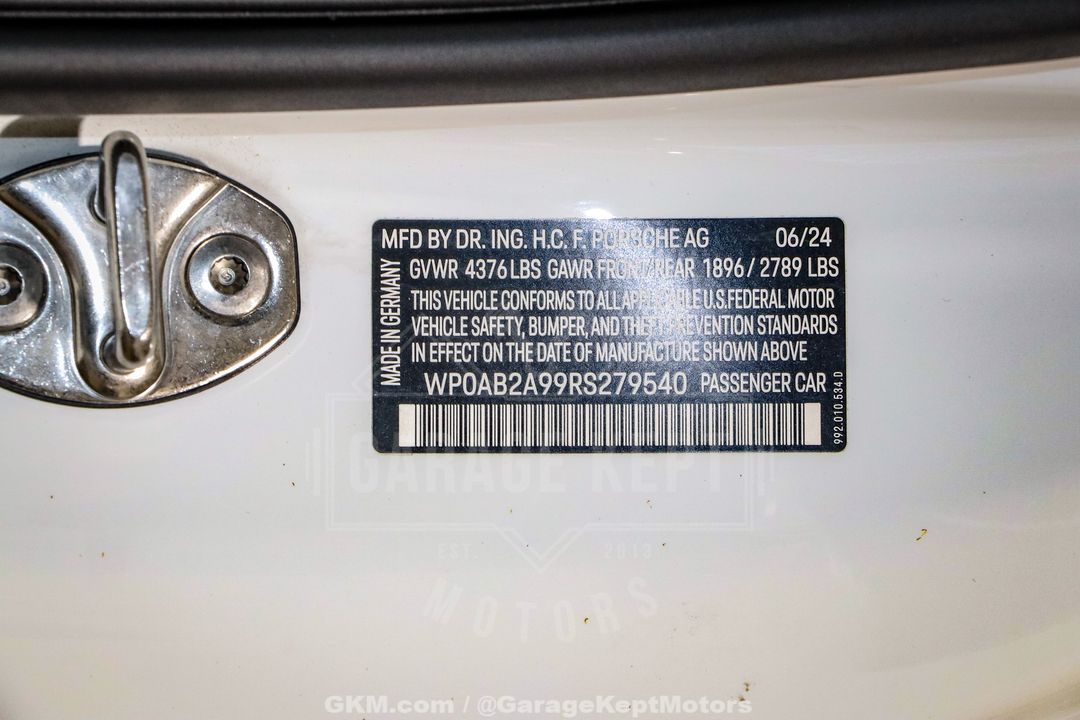 MFD BY DR. ING. H.C. F. PORSCHE AG 06/24
GVWR 4376 LBS GAWR FRONT/REAR 1896 / 2789 LBS
THIS VEHICLE CONFORMS TO ALL APPLICABLE U.S. FEDERAL MOTOR
VEHICLE SAFETY, BUMPER, AND THEFT PREVENTION STANDARDS
IN EFFECT ON THE DATE OF MANUFACTURE SHOWN ABOVE
WP0AB2A99RS279540 PASSENGER CAR
MADE IN GERMANY
992.010.534.0
GARAGE KEPT
EST. 2013
MOTORS
GKM.com / @GarageKeptMotors